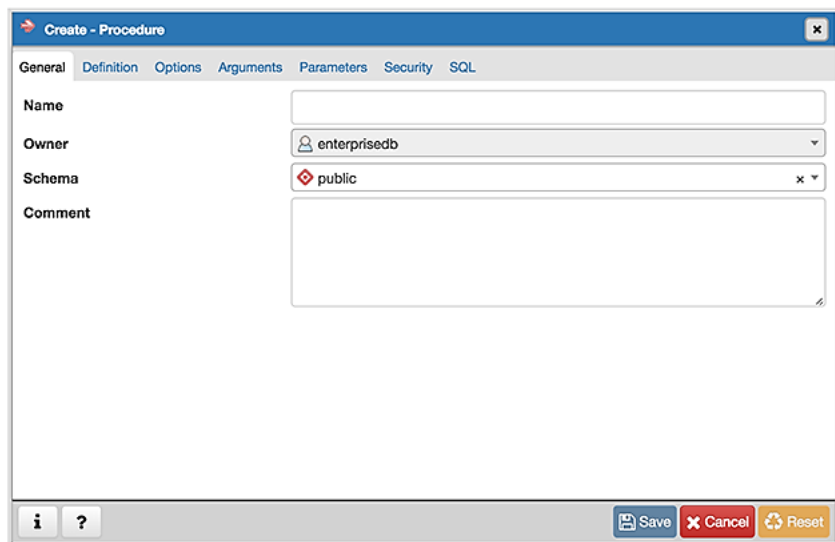 Create - Procedure
General Definition Options Arguments Parameters Security SQL
Name
Owner enterprisedb
Schema public
Comment
i ? Save Cancel Reset